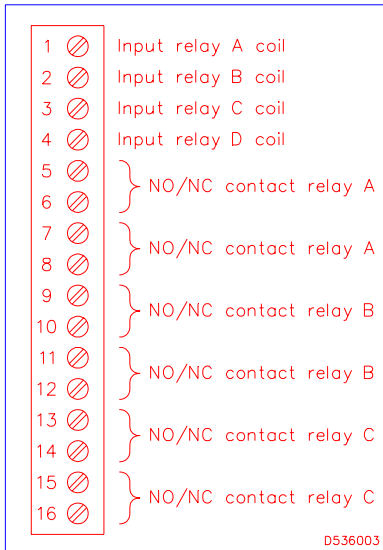 1 Input relay A coil
2 Input relay B coil
3 Input relay C coil
4 Input relay D coil
5
NO/NC contact relay A
6
7
NO/NC contact relay A
8
9
NO/NC contact relay B
10
11
NO/NC contact relay B
12
13
NO/NC contact relay C
14
15
NO/NC contact relay C
16
D536003